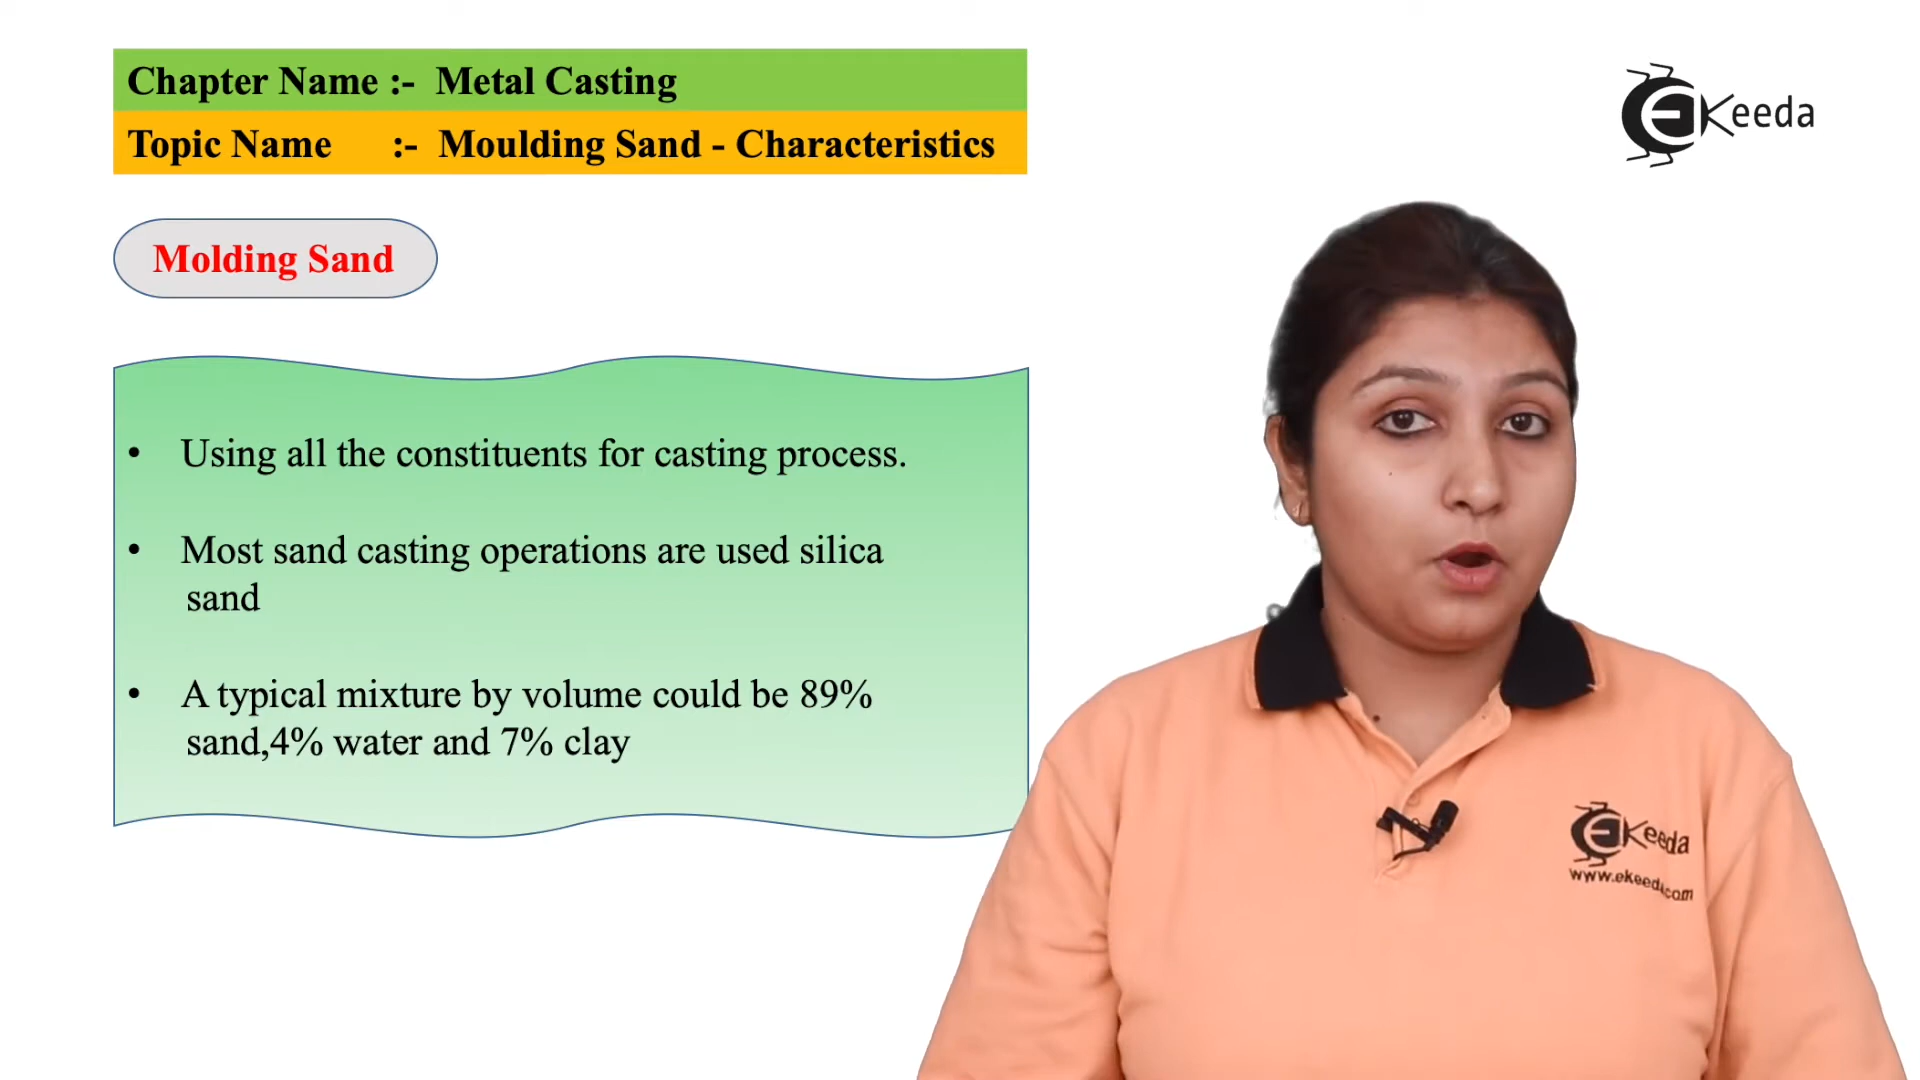 Chapter Name :- Metal Casting
Topic Name :- Moulding Sand - Characteristics
EKeeda
Molding Sand
• Using all the constituents for casting process.
• Most sand casting operations are used silica
sand
• A typical mixture by volume could be 89%
sand,4% water and 7% clay
EKeeda
www.ekeeda.com